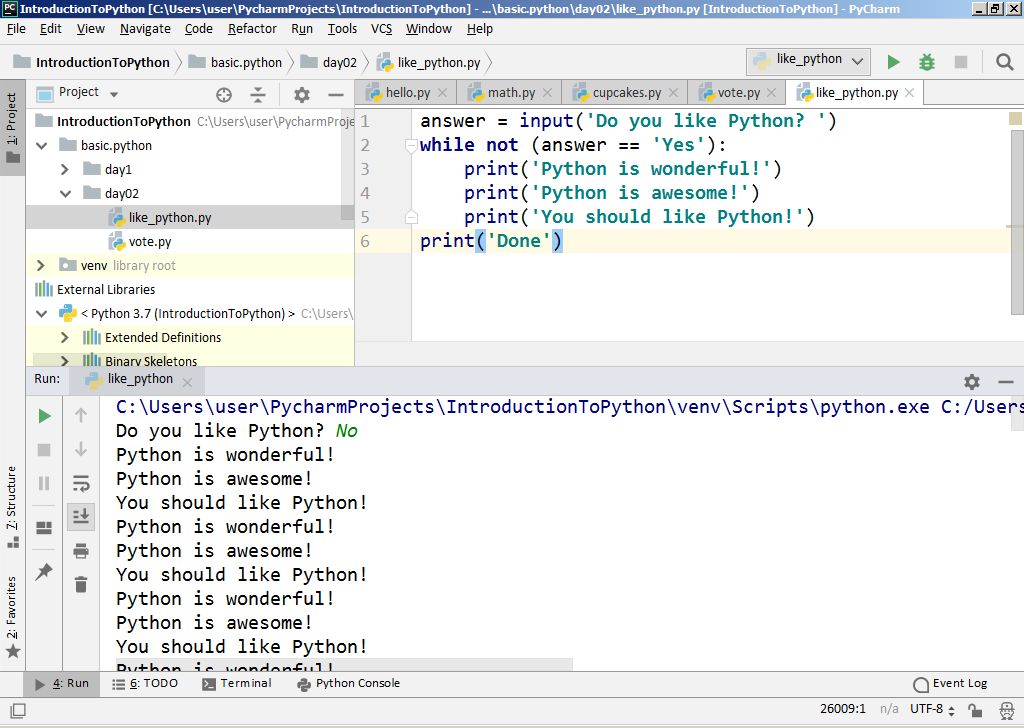 IntroductionToPython [C:\Users\user\PycharmProjects\IntroductionToPython] - ...\basic.python\day02\like_python.py [IntroductionToPython] - PyCharm
File Edit View Navigate Code Refactor Run Tools VCS Window Help
IntroductionToPython basic.python day02 like_python.py like_python
1: Project
Project
hello.py math.py cupcakes.py vote.py like_python.py
IntroductionToPython C:\Users\user\PycharmProje
basic.python
day1
day02
like_python.py
vote.py
venv library root
External Libraries
< Python 3.7 (IntroductionToPython) > C:\Users\
Extended Definitions
Binary Skeletons
1 answer = input('Do you like Python? ')
2 while not (answer == 'Yes'):
3 print('Python is wonderful!')
4 print('Python is awesome!')
5 print('You should like Python!')
6 print('Done')
Run: like_python
C:\Users\user\PycharmProjects\IntroductionToPython\venv\Scripts\python.exe C:/Users
Do you like Python? No
Python is wonderful!
Python is awesome!
You should like Python!
Python is wonderful!
Python is awesome!
You should like Python!
Python is wonderful!
Python is awesome!
You should like Python!
Python is wonderful!
7: Structure
2: Favorites
4: Run 6: TODO Terminal Python Console Event Log
26009:1 n/a UTF-8